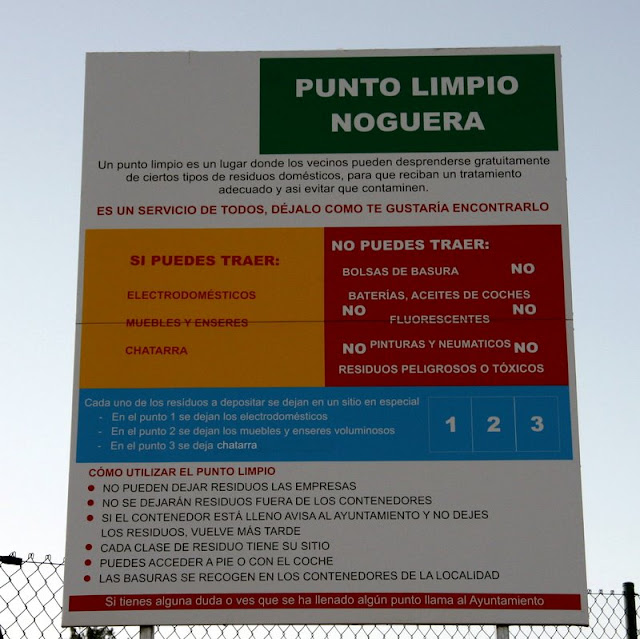 PUNTO LIMPIO
NOGUERA
Un punto limpio es un lugar donde los vecinos pueden desprenderse gratuitamente
de ciertos tipos de residuos domésticos, para que reciban un tratamiento
adecuado y asi evitar que contaminen.
ES UN SERVICIO DE TODOS, DÉJALO COMO TE GUSTARÍA ENCONTRARLO
SI PUEDES TRAER:
ELECTRODOMÉSTICOS
MUEBLES Y ENSERES
CHATARRA
NO PUEDES TRAER:
BOLSAS DE BASURA NO
BATERÍAS, ACEITES DE COCHES
NO FLUORESCENTES NO
NO PINTURAS Y NEUMATICOS NO
RESIDUOS PELIGROSOS O TÓXICOS
Cada uno de los residuos a depositar se dejan en un sitio en especial
- En el punto 1 se dejan los electrodomésticos
- En el punto 2 se dejan los muebles y enseres voluminosos
- En el punto 3 se deja chatarra
1 2 3
CÓMO UTILIZAR EL PUNTO LIMPIO
• NO PUEDEN DEJAR RESIDUOS LAS EMPRESAS
• NO SE DEJARÁN RESIDUOS FUERA DE LOS CONTENEDORES
• SI EL CONTENEDOR ESTÁ LLENO AVISA AL AYUNTAMIENTO Y NO DEJES
LOS RESIDUOS, VUELVE MÁS TARDE
• CADA CLASE DE RESIDUO TIENE SU SITIO
• PUEDES ACCEDER A PIE O CON EL COCHE
• LAS BASURAS SE RECOGEN EN LOS CONTENEDORES DE LA LOCALIDAD
Si tienes alguna duda o ves que se ha llenado algún punto llama al Ayuntamiento